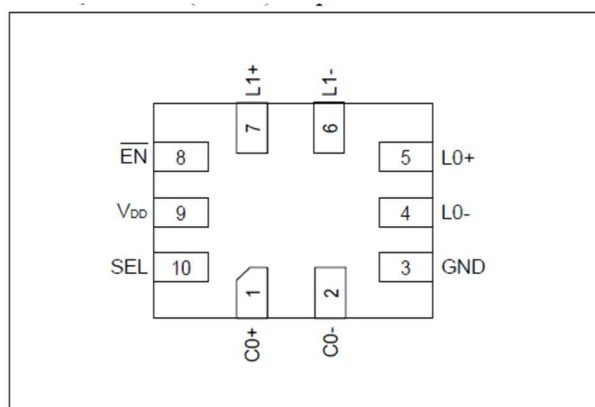 L1+ L1-
7 6
EN 8 5 L0+
VDD 9 4 L0-
SEL 10 3 GND
1 2
C0+ C0-